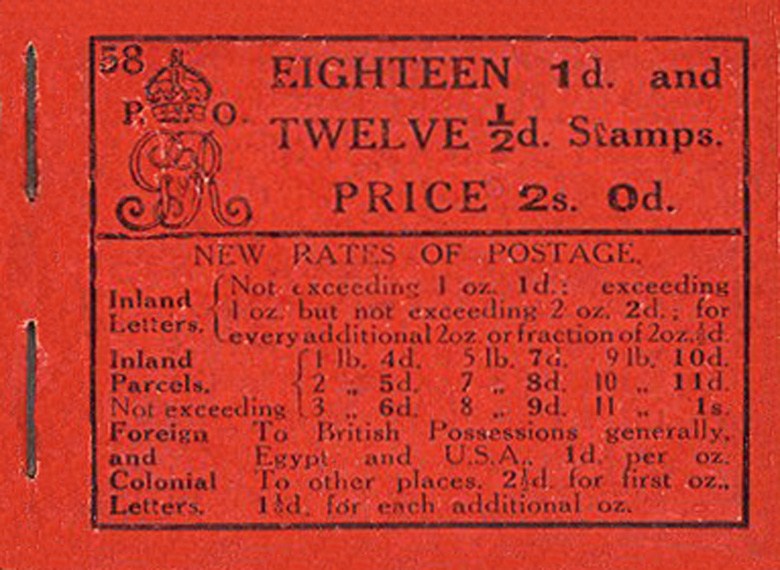 58
P. O.
GR
EIGHTEEN 1d. and
TWELVE ½d. Stamps.
PRICE 2s. 0d.
NEW RATES OF POSTAGE.
Inland Letters. { Not exceeding 1 oz. 1d.; exceeding
1 oz. but not exceeding 2 oz. 2d.; for
every additional 2oz. or fraction of 2oz. ½d.
Inland { 1 lb. 4d. 5 lb. 7d. 9 lb. 10d.
Parcels. 2 „ 5d. 7 „ 8d. 10 „ 11d.
Not exceeding 3 „ 6d. 8 „ 9d. 11 „ 1s.
Foreign To British Possessions generally,
and Egypt and U.S.A., 1d. per oz.
Colonial To other places, 2½d. for first oz.,
Letters. 1½d. for each additional oz.